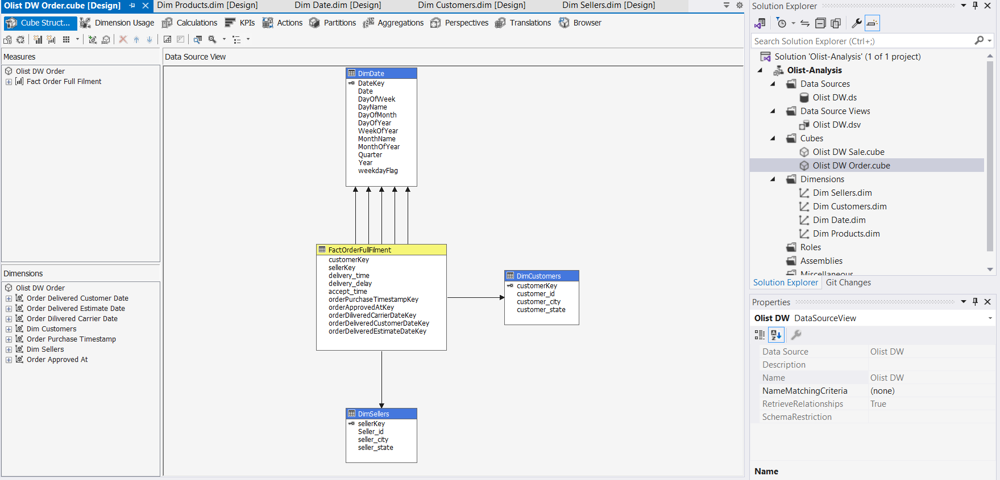 Olist DW Order.cube [Design]
Dim Products.dim [Design]
Dim Date.dim [Design]
Dim Customers.dim [Design]
Dim Sellers.dim [Design]
Cube Struct...
Dimension Usage
Calculations
KPIs
Actions
Partitions
Aggregations
Perspectives
Translations
Browser
Measures
Olist DW Order
Fact Order Full Filment
Dimensions
Olist DW Order
Order Delivered Customer Date
Order Delivered Estimate Date
Order Dilivered Carrier Date
Dim Customers
Order Purchase Timestamp
Dim Sellers
Order Approved At
Data Source View
DimDate
DateKey
Date
DayOfWeek
DayName
DayOfMonth
DayOfYear
WeekOfYear
MonthName
MonthOfYear
Quarter
Year
weekdayFlag
FactOrderFullFilment
customerKey
sellerKey
delivery_time
delivery_delay
accept_time
orderPurchaseTimestampKey
orderApprovedAtKey
orderDiliveredCarrierDateKey
orderDeliveredCustomerDateKey
orderDeliveredEstimateDateKey
DimCustomers
customerKey
customer_id
customer_city
customer_state
DimSellers
sellerKey
Seller_id
seller_city
seller_state
Solution Explorer
Search Solution Explorer (Ctrl+;)
Solution 'Olist-Analysis' (1 of 1 project)
Olist-Analysis
Data Sources
Olist DW.ds
Data Source Views
Olist DW.dsv
Cubes
Olist DW Sale.cube
Olist DW Order.cube
Dimensions
Dim Sellers.dim
Dim Customers.dim
Dim Date.dim
Dim Products.dim
Roles
Assemblies
Miscellaneous
Solution Explorer
Git Changes
Properties
Olist DW DataSourceView
Data Source Olist DW
Description
Name Olist DW
NameMatchingCriteria (none)
RetrieveRelationships True
SchemaRestriction
Name